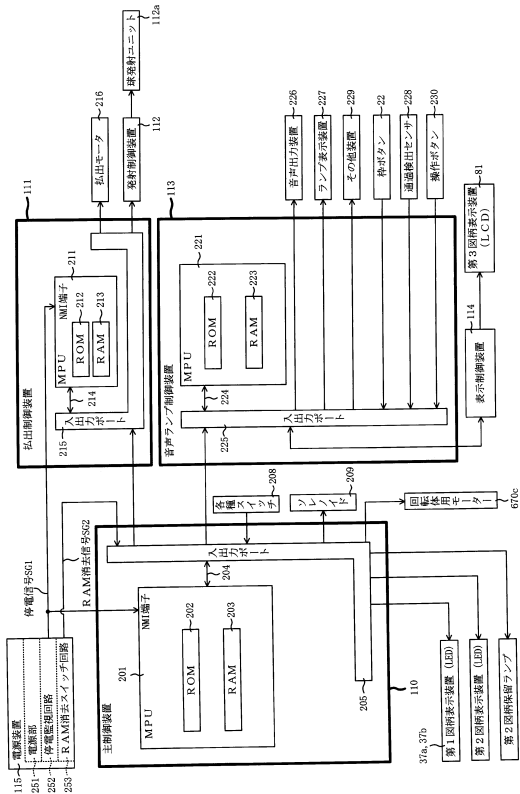 115
電源装置
251
電源部
252
停電監視回路
253
RAM消去スイッチ回路
停電信号SG1
RAM消去信号SG2
主制御装置
110
201
MPU
NMI端子
202
ROM
203
RAM
204
入出力ポート
205
払出制御装置
111
211
MPU
NMI端子
212
ROM
213
RAM
214
215
入出力ポート
払出モータ
216
発射制御装置
112
球発射ユニット
112a
音声ランプ制御装置
113
221
MPU
222
ROM
223
RAM
224
225
入出力ポート
音声出力装置
226
ランプ表示装置
227
その他装置
229
枠ボタン
22
通過検出センサ
228
操作ボタン
230
表示制御装置
114
第3図柄表示装置
(LCD)
81
各種スイッチ
208
ソレノイド
209
回転体用モーター
670c
37a,37b
第1図柄表示装置(LED)
第2図柄表示装置(LED)
第2図柄保留ランプ